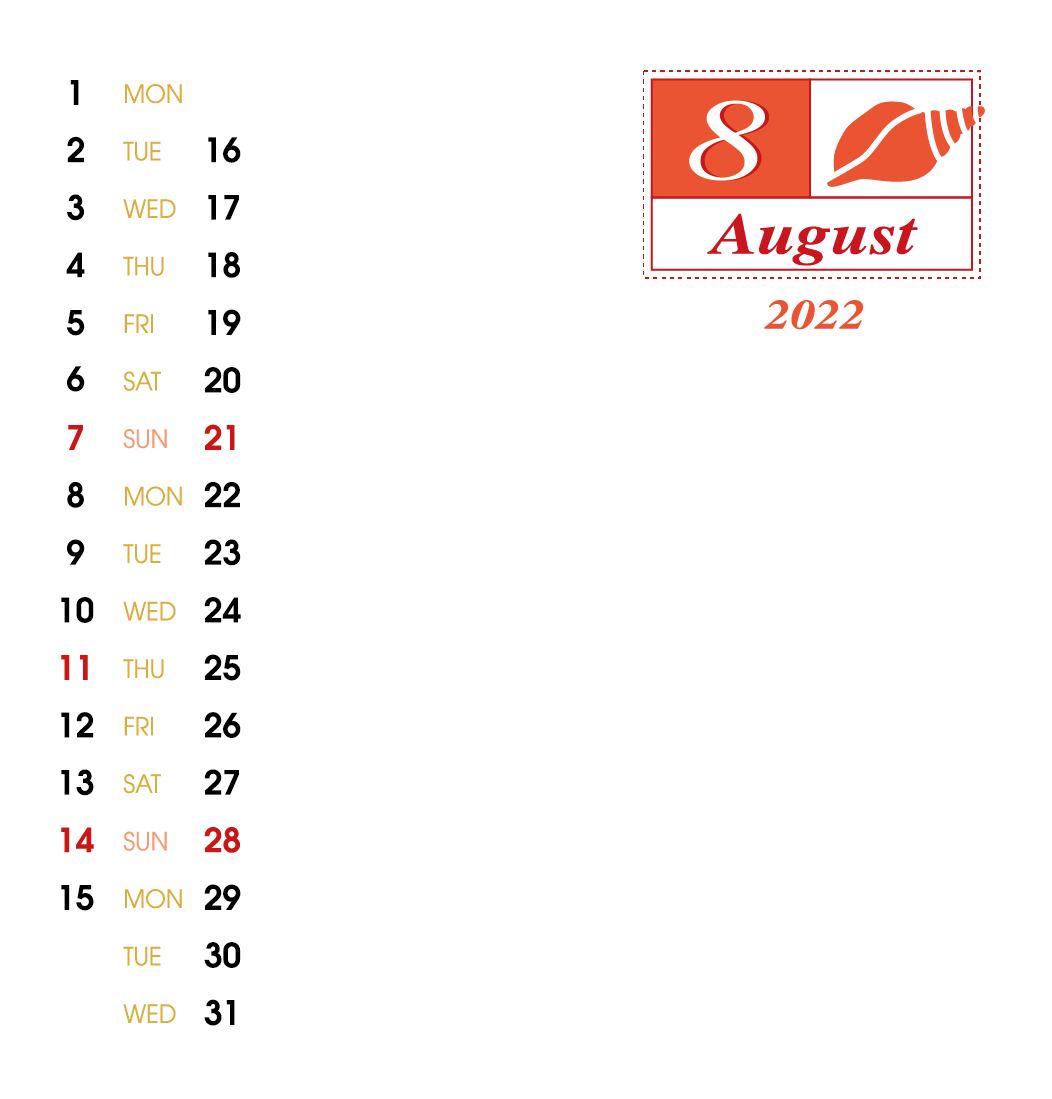 8
August
2022
1 MON
2 TUE 16
3 WED 17
4 THU 18
5 FRI 19
6 SAT 20
7 SUN 21
8 MON 22
9 TUE 23
10 WED 24
11 THU 25
12 FRI 26
13 SAT 27
14 SUN 28
15 MON 29
TUE 30
WED 31